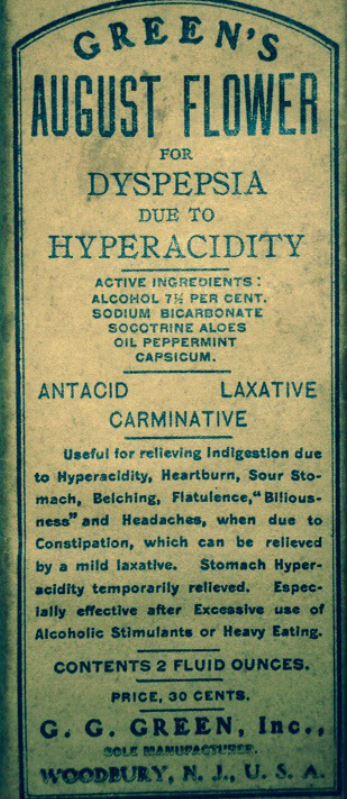 GREEN'S
AUGUST FLOWER
FOR
DYSPEPSIA
DUE TO
HYPERACIDITY
ACTIVE INGREDIENTS:
ALCOHOL 7½ PER CENT.
SODIUM BICARBONATE
SOCOTRINE ALOES
OIL PEPPERMINT
CAPSICUM.
ANTACID LAXATIVE
CARMINATIVE
Useful for relieving Indigestion due
to Hyperacidity, Heartburn, Sour Sto-
mach, Belching, Flatulence, "Bilious-
ness" and Headaches, when due to
Constipation, which can be relieved
by a mild laxative. Stomach Hyper-
acidity temporarily relieved. Espec-
ially effective after Excessive use of
Alcoholic Stimulants or Heavy Eating.
CONTENTS 2 FLUID OUNCES.
PRICE, 30 CENTS.
G. G. GREEN, Inc.,
SOLE MANUFACTURER.
WOODBURY, N. J., U. S. A.